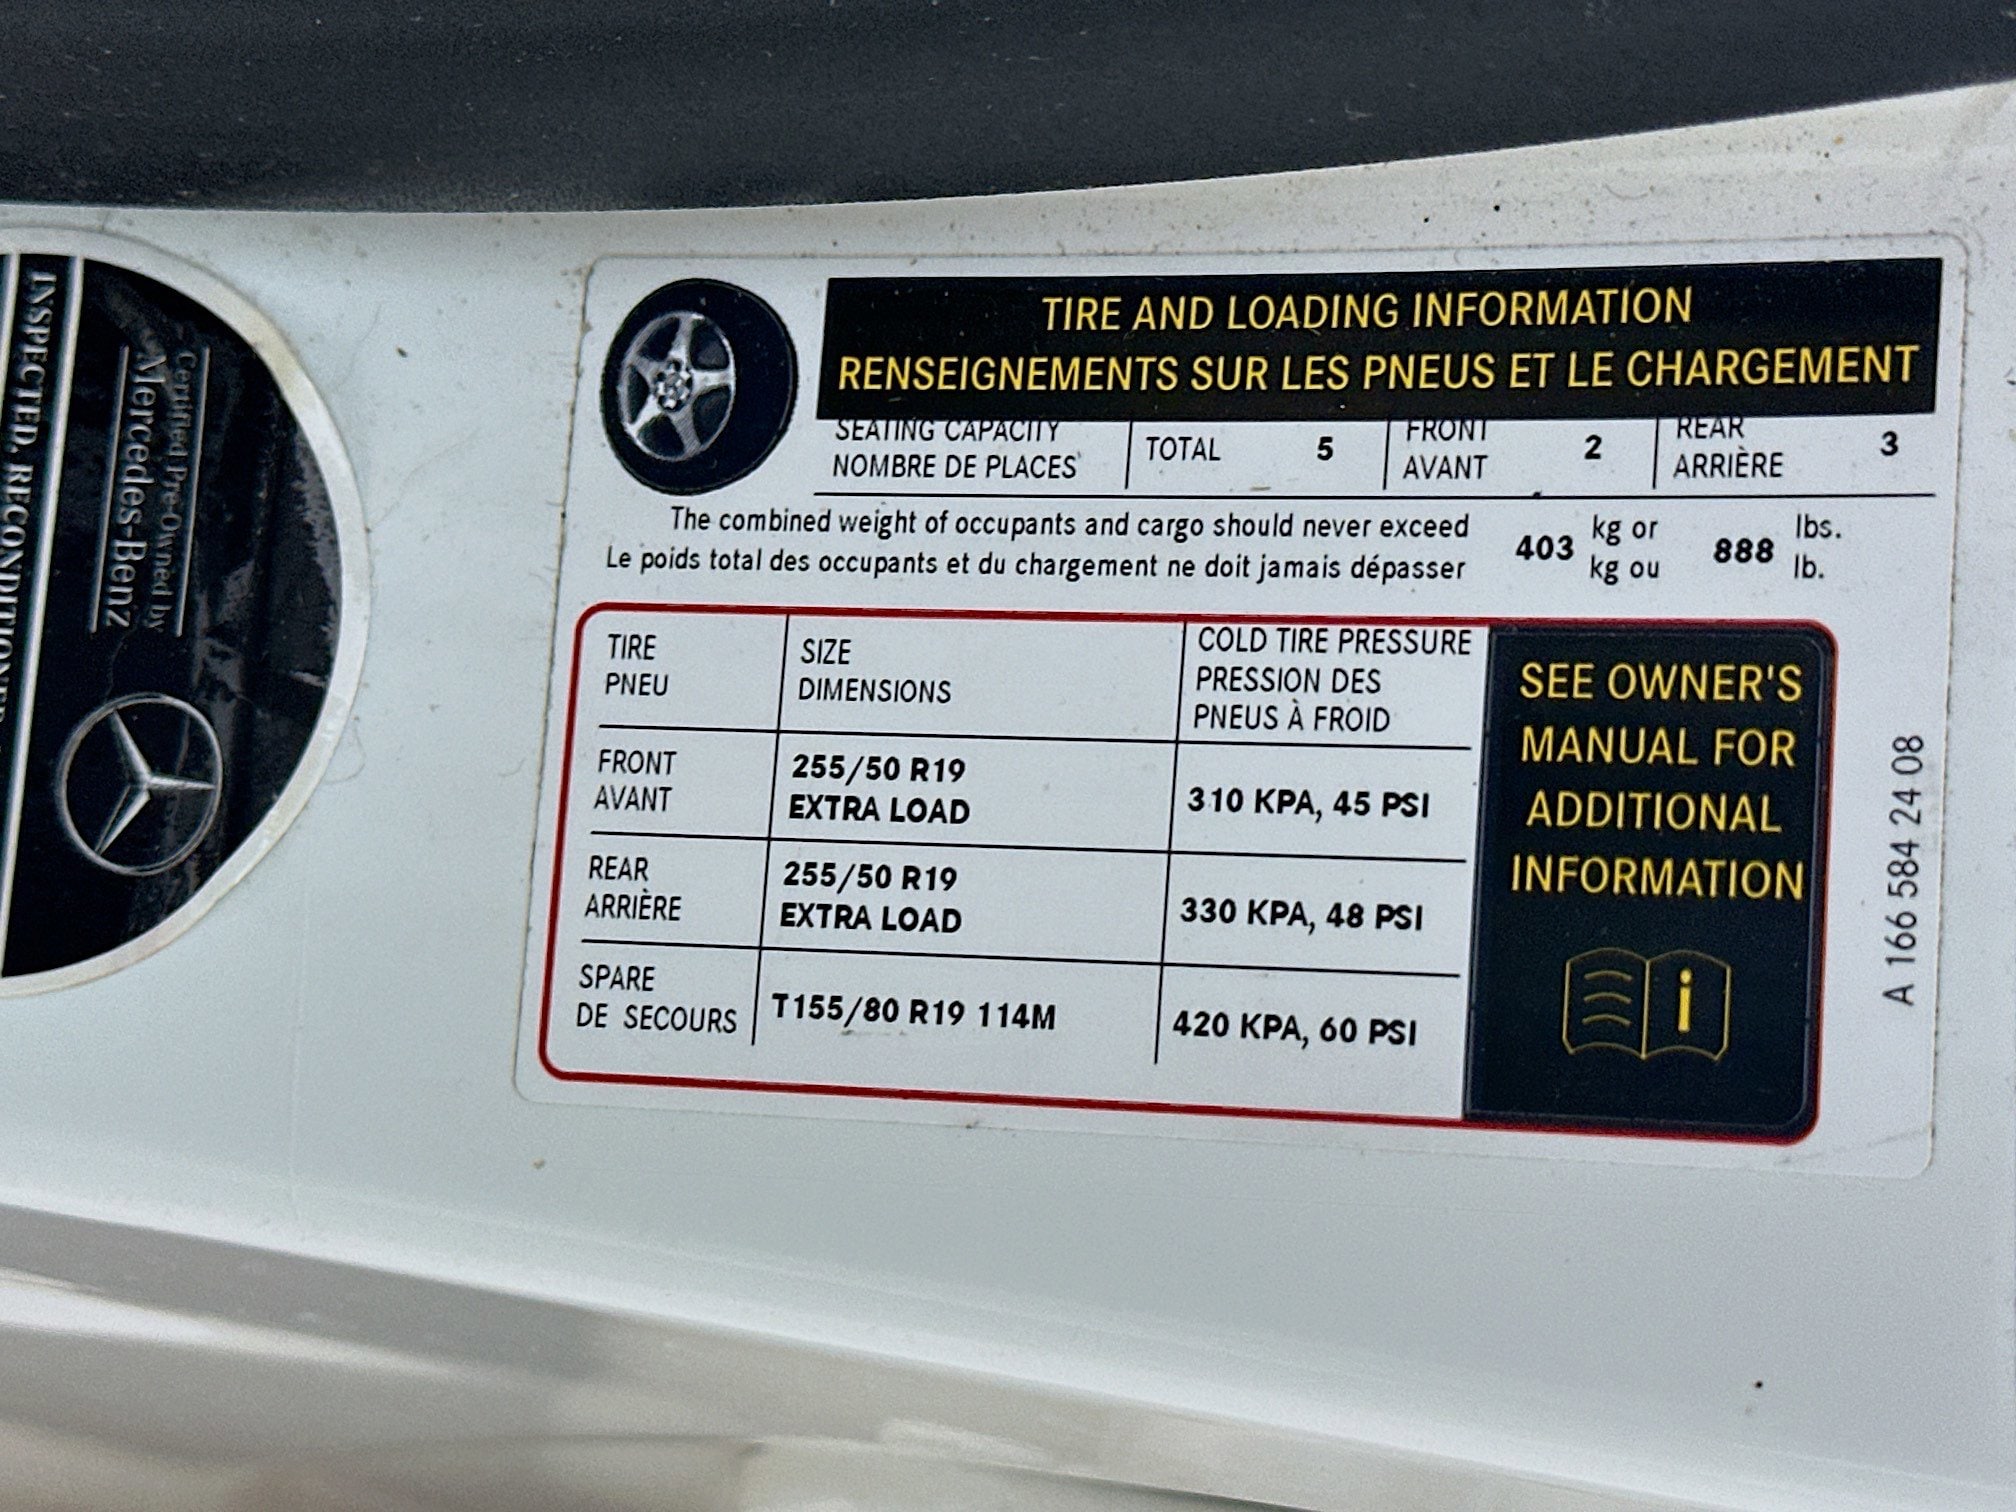 INSPECTED, RECONDITIONED
Certified Pre-Owned by
Mercedes-Benz
TIRE AND LOADING INFORMATION
RENSEIGNEMENTS SUR LES PNEUS ET LE CHARGEMENT
SEATING CAPACITY
NOMBRE DE PLACES
TOTAL 5
FRONT
AVANT 2
REAR
ARRIÈRE 3
The combined weight of occupants and cargo should never exceed
Le poids total des occupants et du chargement ne doit jamais dépasser
403 kg or
kg ou
888 lbs.
lb.
TIRE
PNEU
SIZE
DIMENSIONS
COLD TIRE PRESSURE
PRESSION DES
PNEUS À FROID
FRONT
AVANT
255/50 R19
EXTRA LOAD
310 KPA, 45 PSI
REAR
ARRIÈRE
255/50 R19
EXTRA LOAD
330 KPA, 48 PSI
SPARE
DE SECOURS
T155/80 R19 114M
420 KPA, 60 PSI
SEE OWNER'S
MANUAL FOR
ADDITIONAL
INFORMATION
i
A 166 584 24 08